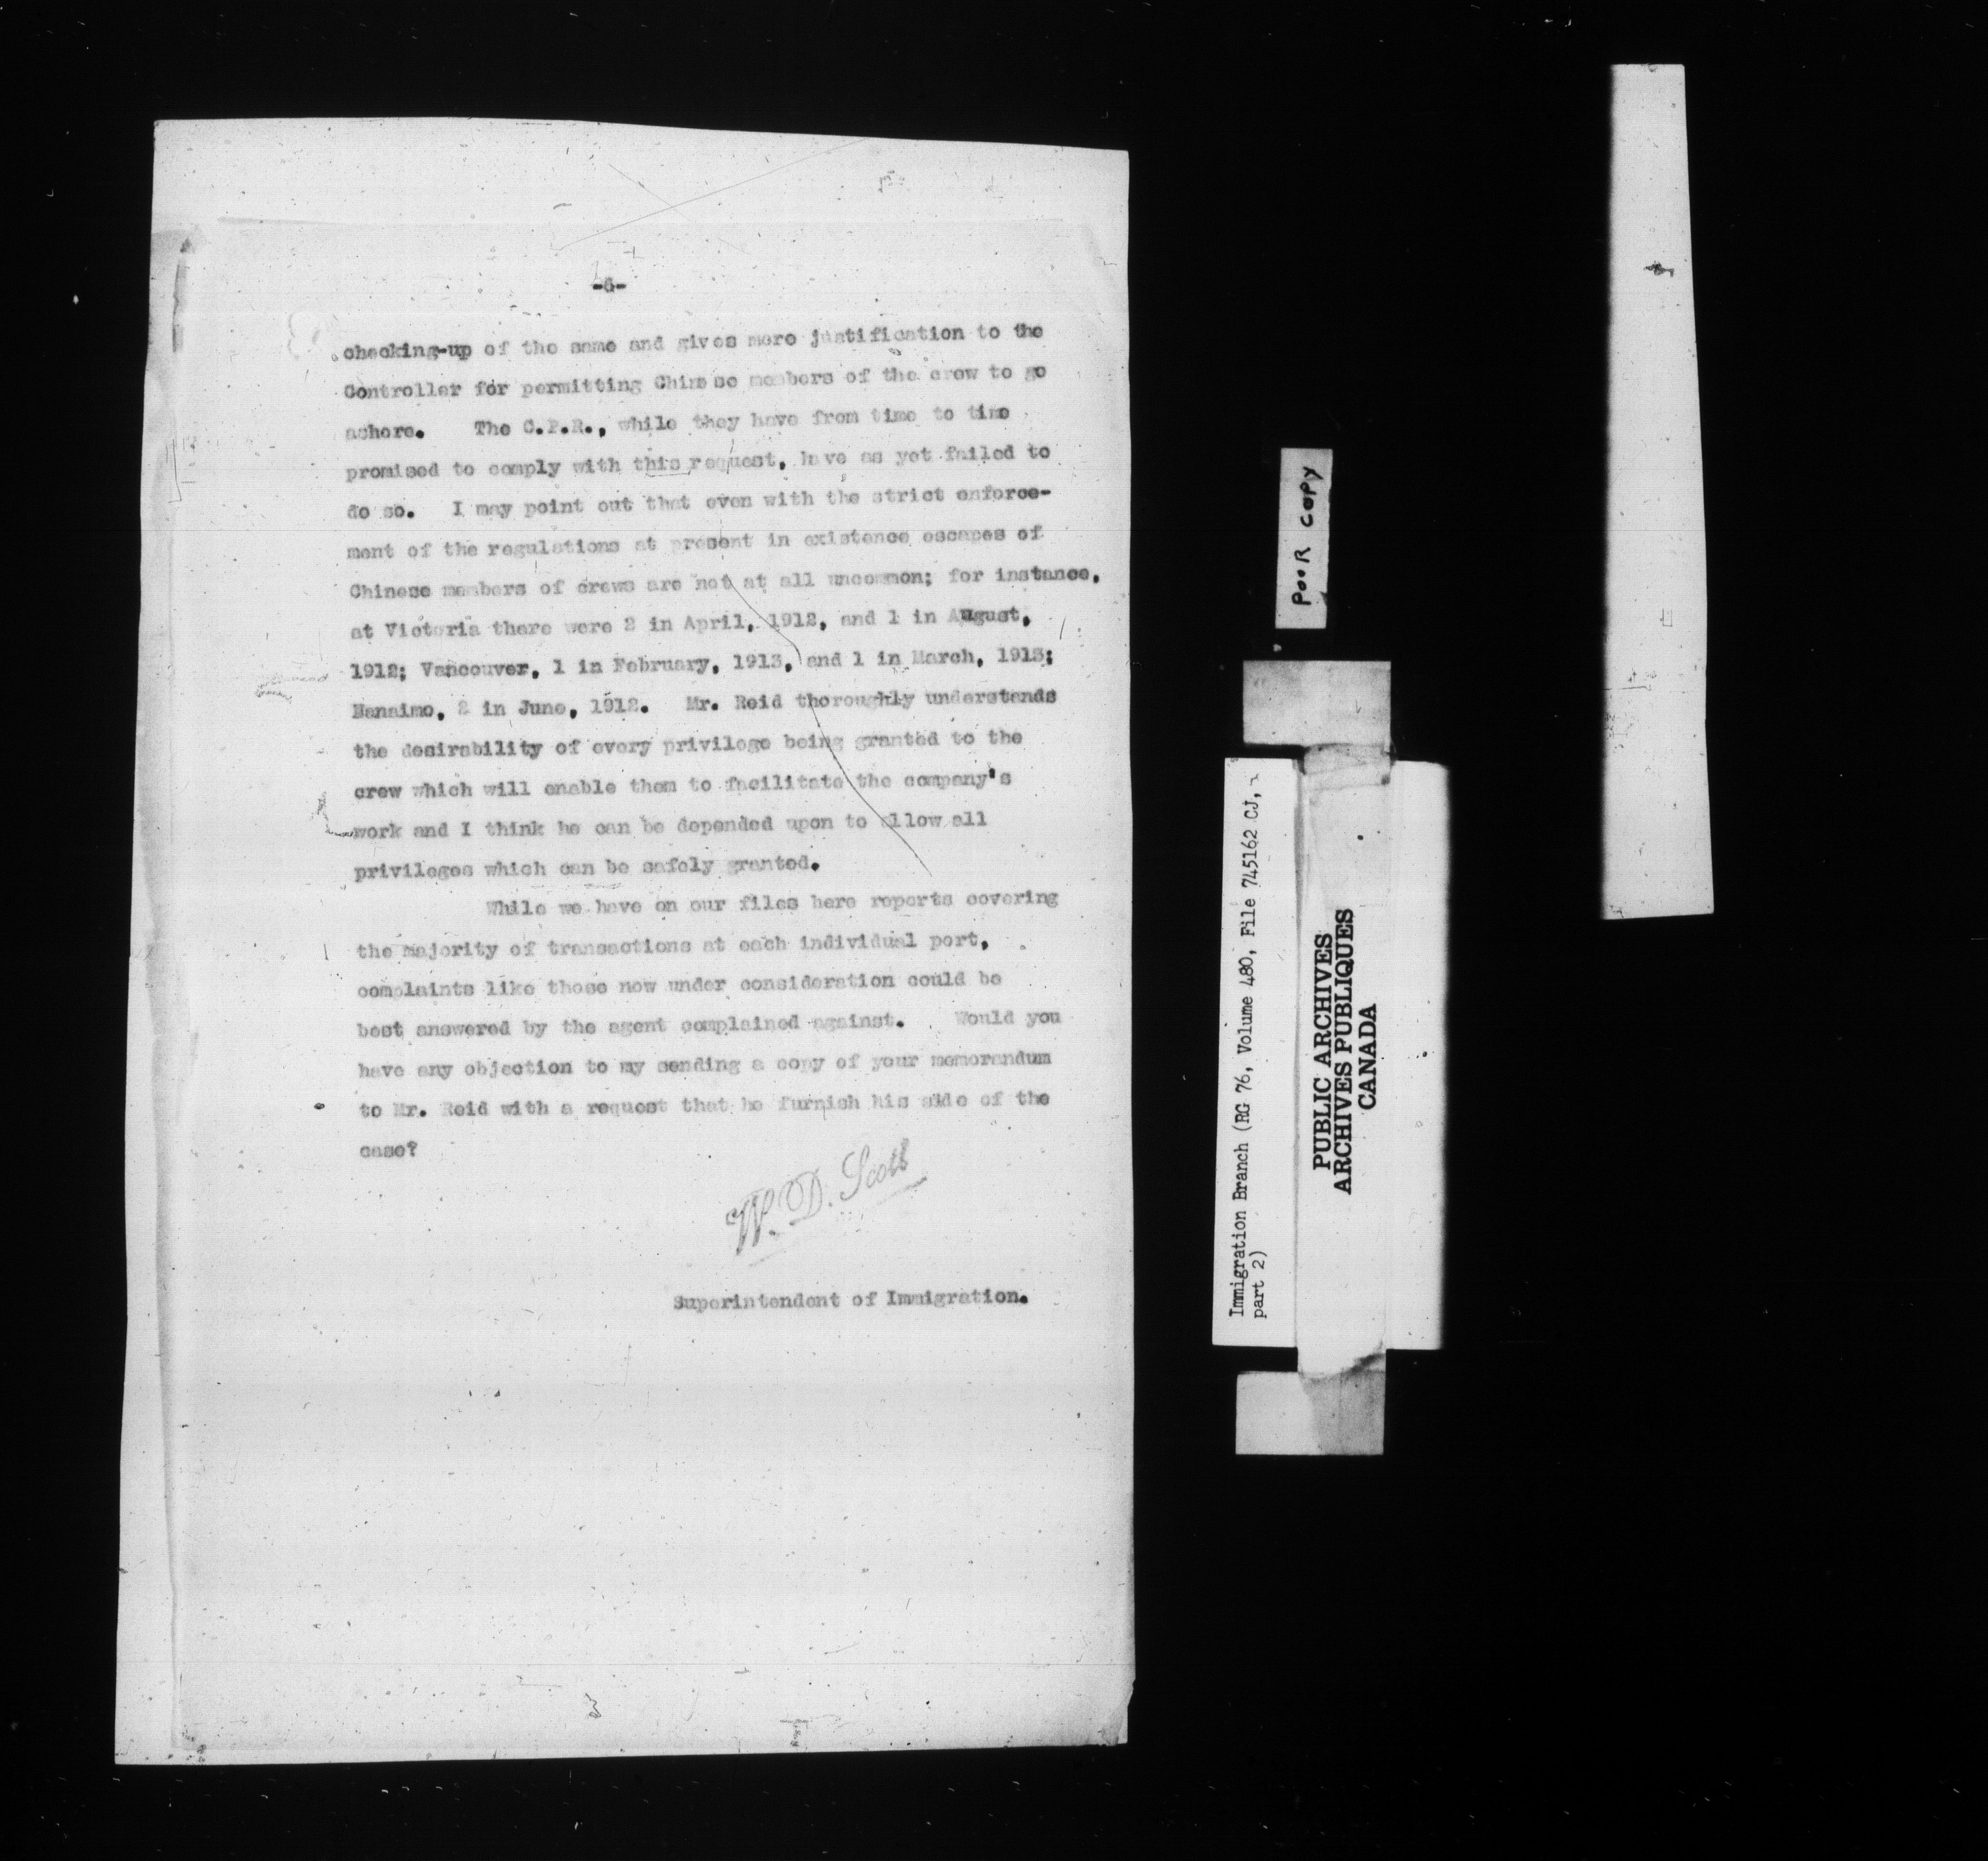 -6-
checking-up of the same and gives more justification to the
Controller for permitting Chinese members of the crew to go
ashore. The C.P.R., while they have from time to time
promised to comply with this request, have as yet failed to
do so. I may point out that even with the strict enforce-
ment of the regulations at present in existence escapes of
Chinese members of crews are not at all uncommon; for instance,
at Victoria there were 2 in April, 1912, and 1 in August,
1912; Vancouver, 1 in February, 1913, and 1 in March, 1913;
Nanaimo, 2 in June, 1912. Mr. Reid thoroughly understands
the desirability of every privilege being granted to the
crew which will enable them to facilitate the company's
work and I think he can be depended upon to allow all
privileges which can be safely granted.
While we have on our files here reports covering
the majority of transactions at each individual port,
complaints like those now under consideration could be
best answered by the agent complained against. Would you
have any objection to my sending a copy of your memorandum
to Mr. Reid with a request that he furnish his side of the
case?
W. D. Scott
Superintendent of Immigration.
POOR COPY
Immigration Branch (RG 76, Volume 480, File 745162 CJ,
part 2)
PUBLIC ARCHIVES
ARCHIVES PUBLIQUES
CANADA